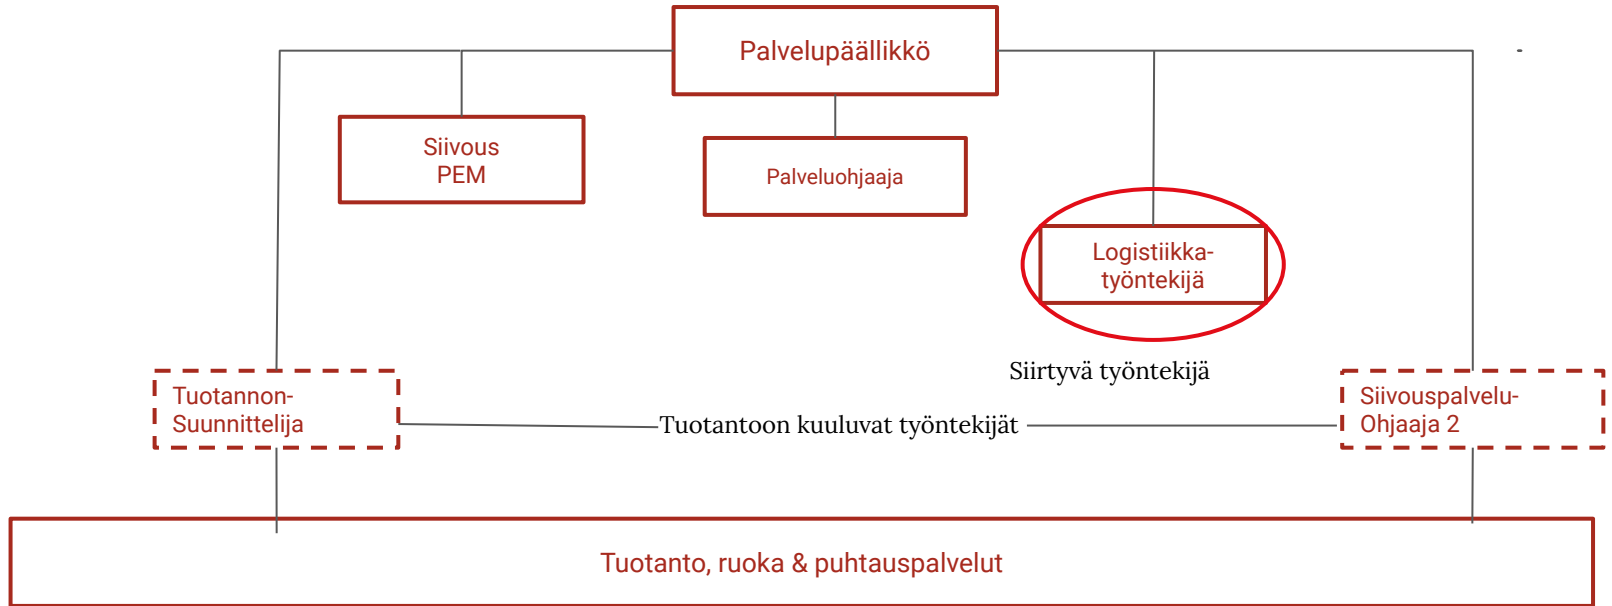 Palvelupäällikkö
-
Siivous
PEM
Palveluohjaaja
Logistiikka-
työntekijä
Siirtyvä työntekijä
Tuotannon-
Suunnittelija
Tuotantoon kuuluvat työntekijät
Siivouspalvelu-
Ohjaaja 2
Tuotanto, ruoka & puhtauspalvelut